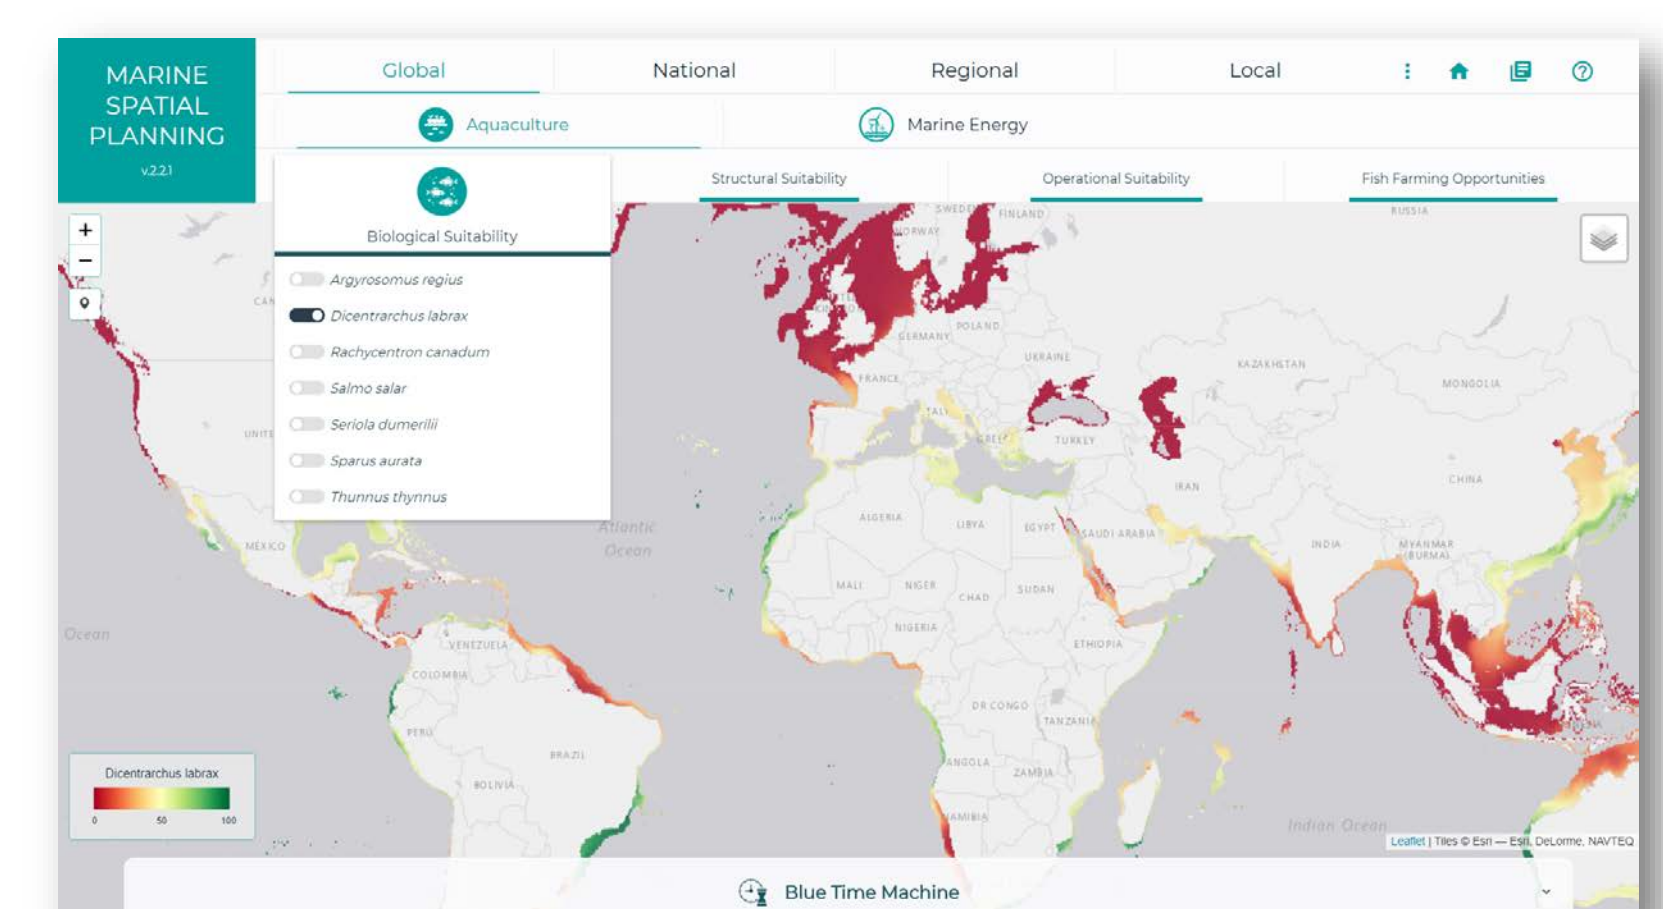 MARINE
SPATIAL
PLANNING
v.2.2.1
Global
National
Regional
Local
Aquaculture
Marine Energy
Biological Suitability
Structural Suitability
Operational Suitability
Fish Farming Opportunities
Argyrosomus regius
Dicentrarchus labrax
Rachycentron canadum
Salmo salar
Seriola dumerilii
Sparus aurata
Thunnus thynnus
+
−
RUSSIA
FINLAND
POLAND
GERMANY
UKRAINE
FRANCE
KAZAKHSTAN
MONGOLIA
TURKEY
IRAN
CHINA
ALGERIA
LIBYA
EGYPT
SAUDI ARABIA
INDIA
MYANMAR
(BURMA)
Atlantic
Ocean
MEXICO
MALI
NIGER
CHAD
SUDAN
NIGERIA
ETHIOPIA
Ocean
VENEZUELA
COLOMBIA
DR CONGO
TANZANIA
PERU
BRAZIL
ANGOLA
ZAMBIA
BOLIVIA
NAMIBIA
Indian Ocean
Dicentrarchus labrax
0 50 100
Leaflet | Tiles © Esri — Esri, DeLorme, NAVTEQ
Blue Time Machine